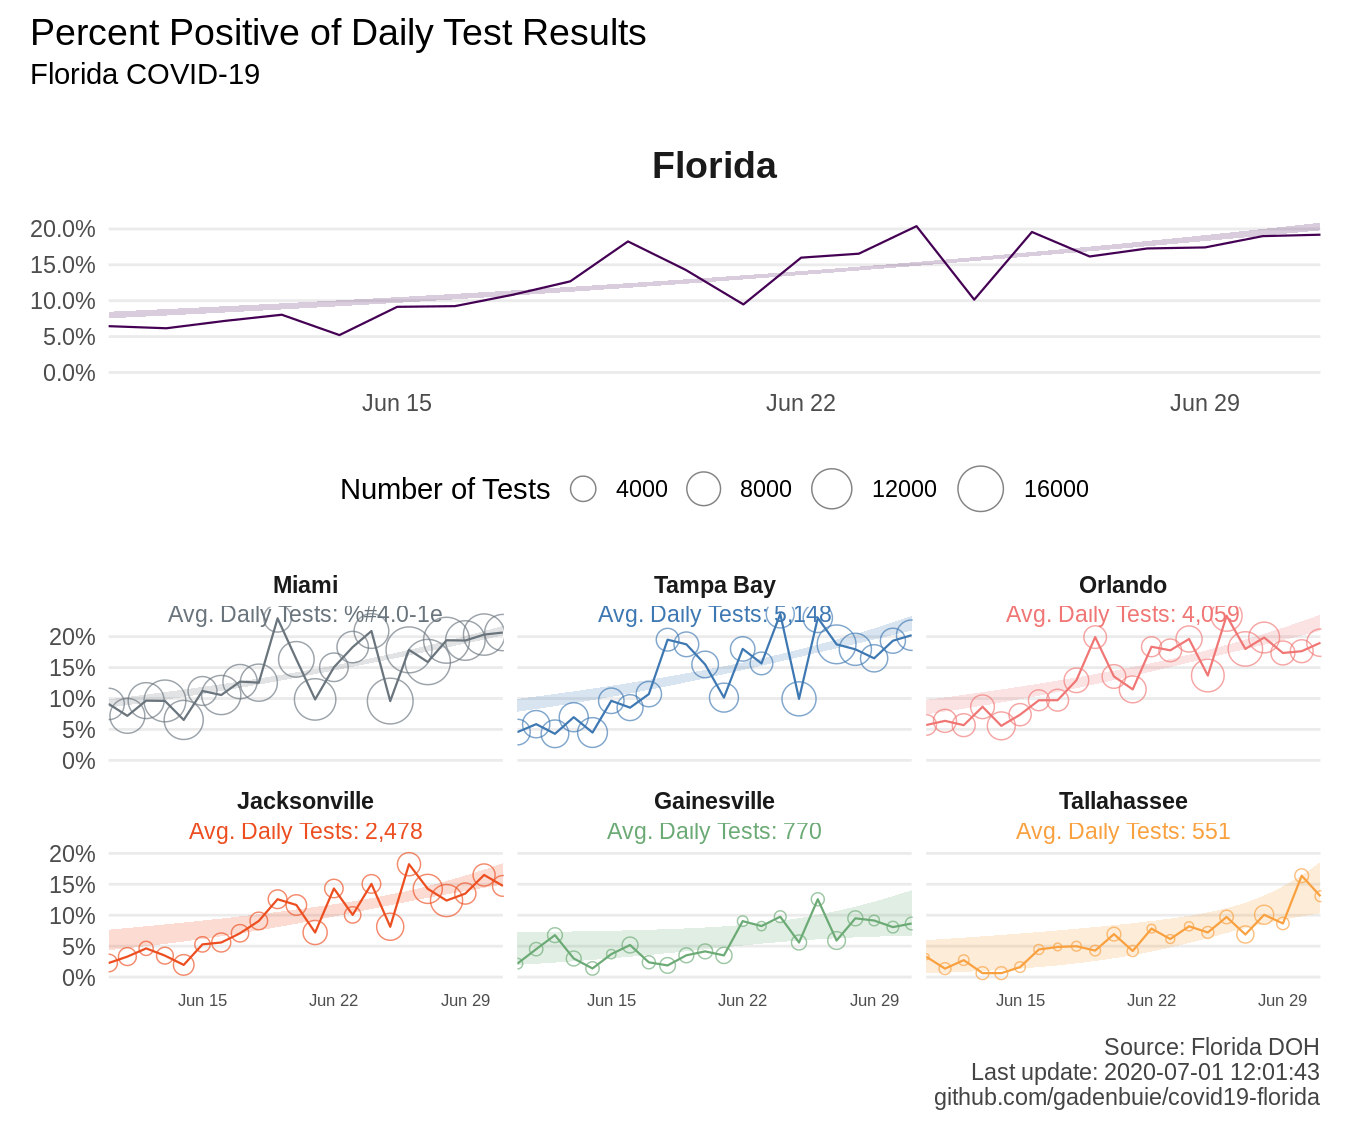 Percent Positive of Daily Test Results
Florida COVID-19
Florida
20.0%
15.0%
10.0%
5.0%
0.0%
Jun 15 Jun 22 Jun 29
Number of Tests 4000 8000 12000 16000
Miami Tampa Bay Orlando
Avg. Daily Tests: %#4.0-1e Avg. Daily Tests: 5,148 Avg. Daily Tests: 4,059
20%
15%
10%
5%
0%
Jacksonville Gainesville Tallahassee
Avg. Daily Tests: 2,478 Avg. Daily Tests: 770 Avg. Daily Tests: 551
20%
15%
10%
5%
0%
Jun 15 Jun 22 Jun 29 Jun 15 Jun 22 Jun 29 Jun 15 Jun 22 Jun 29
Source: Florida DOH
Last update: 2020-07-01 12:01:43
github.com/gadenbuie/covid19-florida